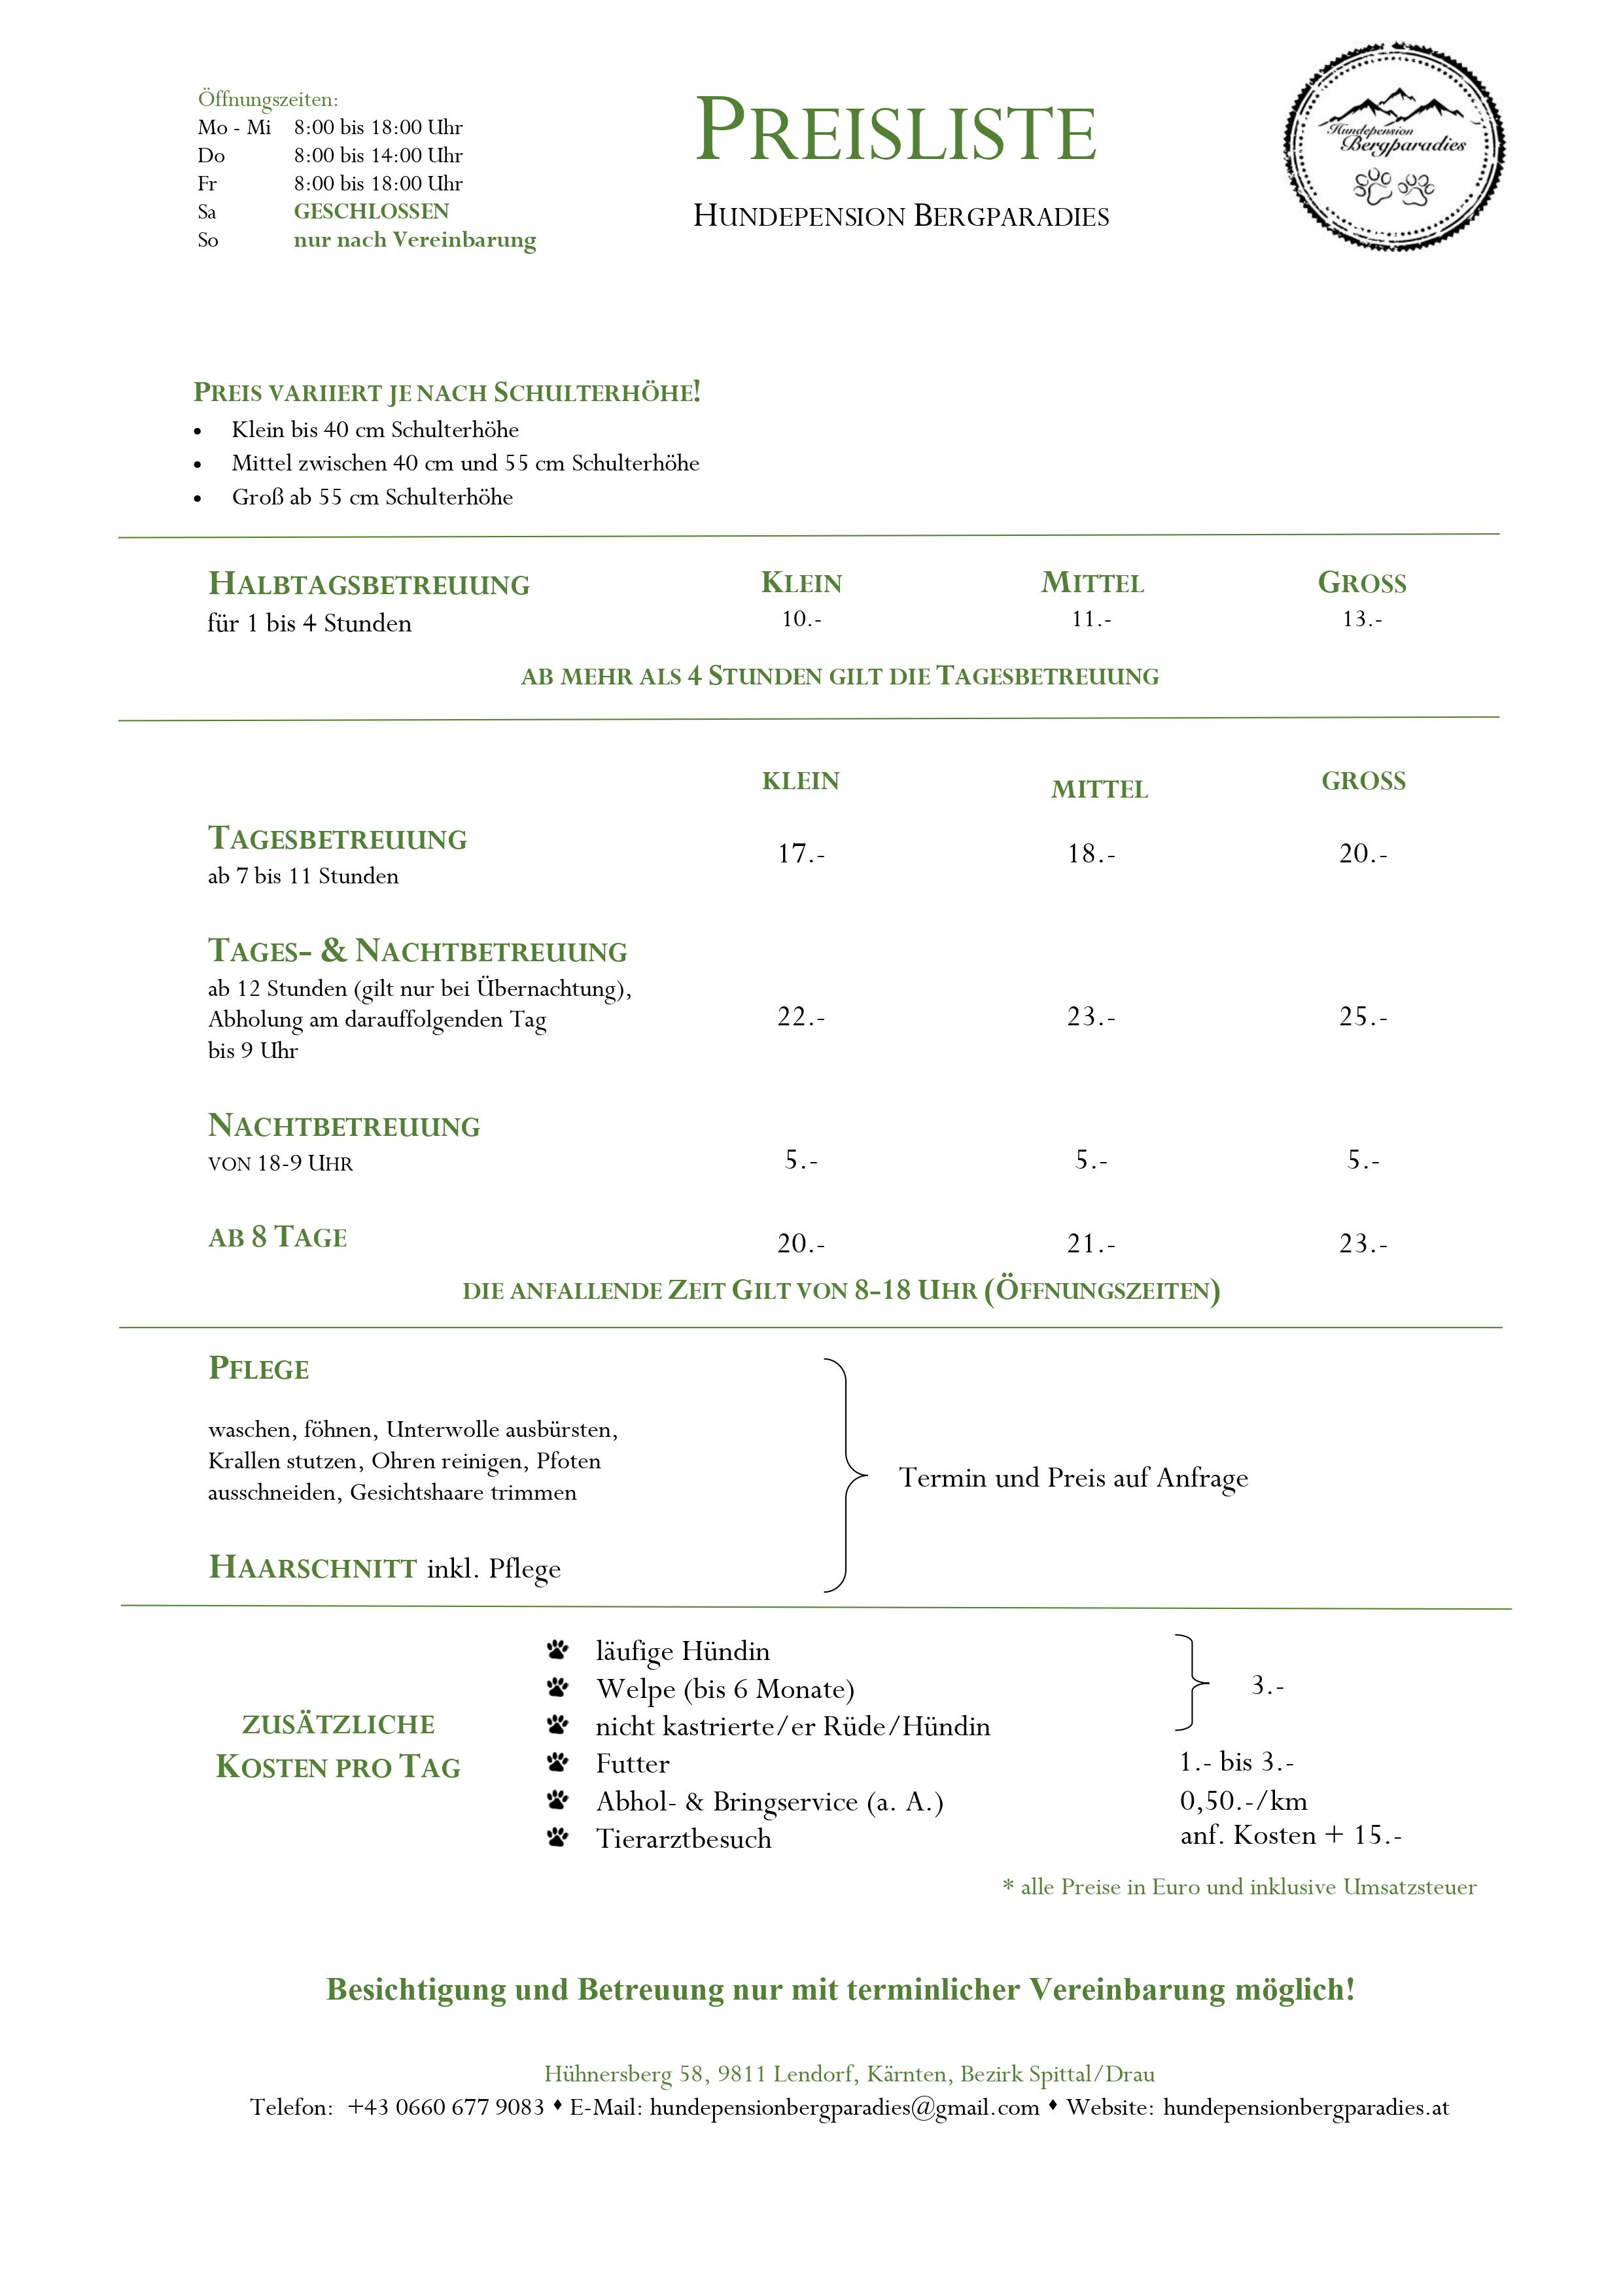 Öffnungszeiten:
Mo - Mi 8:00 bis 18:00 Uhr
Do 8:00 bis 14:00 Uhr
Fr 8:00 bis 18:00 Uhr
Sa GESCHLOSSEN
So nur nach Vereinbarung
PREISLISTE
HUNDEPENSION BERGPARADIES
Hundepension
Bergparadies
PREIS VARIIERT JE NACH SCHULTERHÖHE!
• Klein bis 40 cm Schulterhöhe
• Mittel zwischen 40 cm und 55 cm Schulterhöhe
• Groß ab 55 cm Schulterhöhe
HALBTAGSBETREUUNG KLEIN MITTEL GROSS
für 1 bis 4 Stunden 10.- 11.- 13.-
AB MEHR ALS 4 STUNDEN GILT DIE TAGESBETREUUNG
KLEIN MITTEL GROSS
TAGESBETREUUNG
ab 7 bis 11 Stunden 17.- 18.- 20.-
TAGES- & NACHTBETREUUNG
ab 12 Stunden (gilt nur bei Übernachtung),
Abholung am darauffolgenden Tag 22.- 23.- 25.-
bis 9 Uhr
NACHTBETREUUNG
VON 18-9 UHR 5.- 5.- 5.-
AB 8 TAGE 20.- 21.- 23.-
DIE ANFALLENDE ZEIT GILT VON 8-18 UHR (ÖFFNUNGSZEITEN)
PFLEGE
waschen, föhnen, Unterwolle ausbürsten,
Krallen stutzen, Ohren reinigen, Pfoten
ausschneiden, Gesichtshaare trimmen
Termin und Preis auf Anfrage
HAARSCHNITT inkl. Pflege
ZUSÄTZLICHE
KOSTEN PRO TAG
läufige Hündin
Welpe (bis 6 Monate) 3.-
nicht kastrierte/er Rüde/Hündin
Futter 1.- bis 3.-
Abhol- & Bringservice (a. A.) 0,50.-/km
Tierarztbesuch anf. Kosten + 15.-
* alle Preise in Euro und inklusive Umsatzsteuer
Besichtigung und Betreuung nur mit terminlicher Vereinbarung möglich!
Hühnersberg 58, 9811 Lendorf, Kärnten, Bezirk Spittal/Drau
Telefon: +43 0660 677 9083 ♦ E-Mail: hundepensionbergparadies@gmail.com ♦ Website: hundepensionbergparadies.at